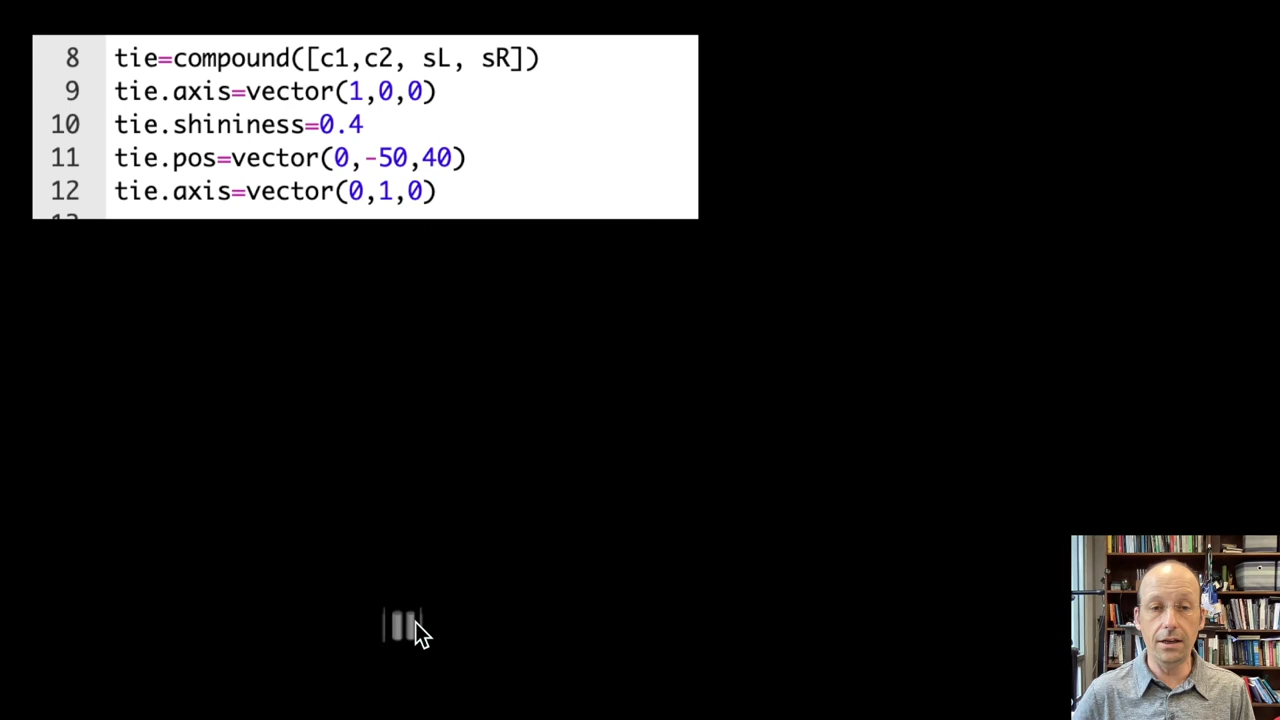 8 tie=compound([c1,c2, sL, sR])
9 tie.axis=vector(1,0,0)
10 tie.shininess=0.4
11 tie.pos=vector(0,-50,40)
12 tie.axis=vector(0,1,0)